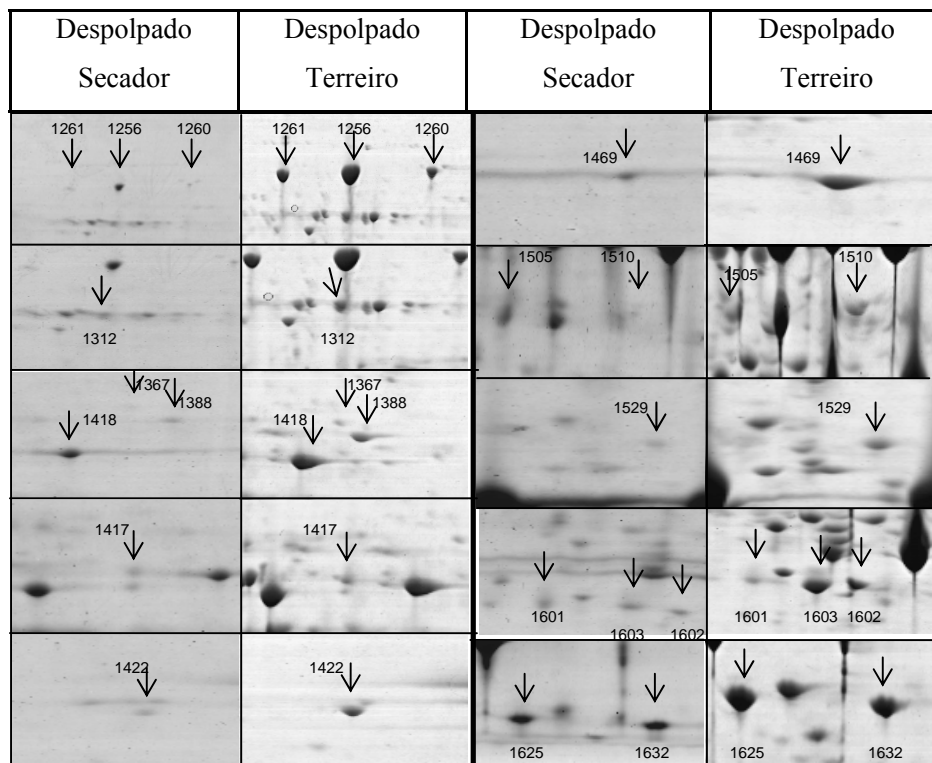 Despolpado
Secador
Despolpado
Terreiro
Despolpado
Secador
Despolpado
Terreiro
1261 1256 1260
1261 1256 1260
1469
1469
1312
1312
1505 1510
1505 1510
1367
1388
1418
1367
1388
1418
1529
1529
1417
1417
1601 1603 1602
1601 1603 1602
1422
1422
1625 1632
1625 1632